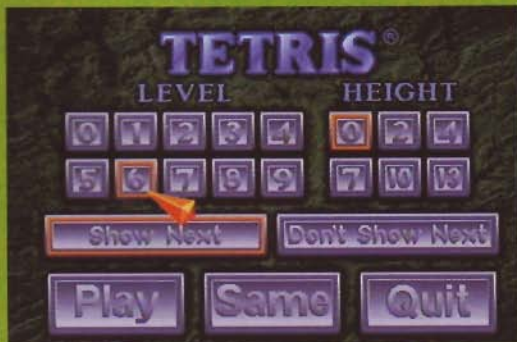 TETRIS®
LEVEL HEIGHT
0 1 2 3 4 0 2 4
5 6 7 8 9 7 10 13
Show Next Don't Show Next
Play Same Quit